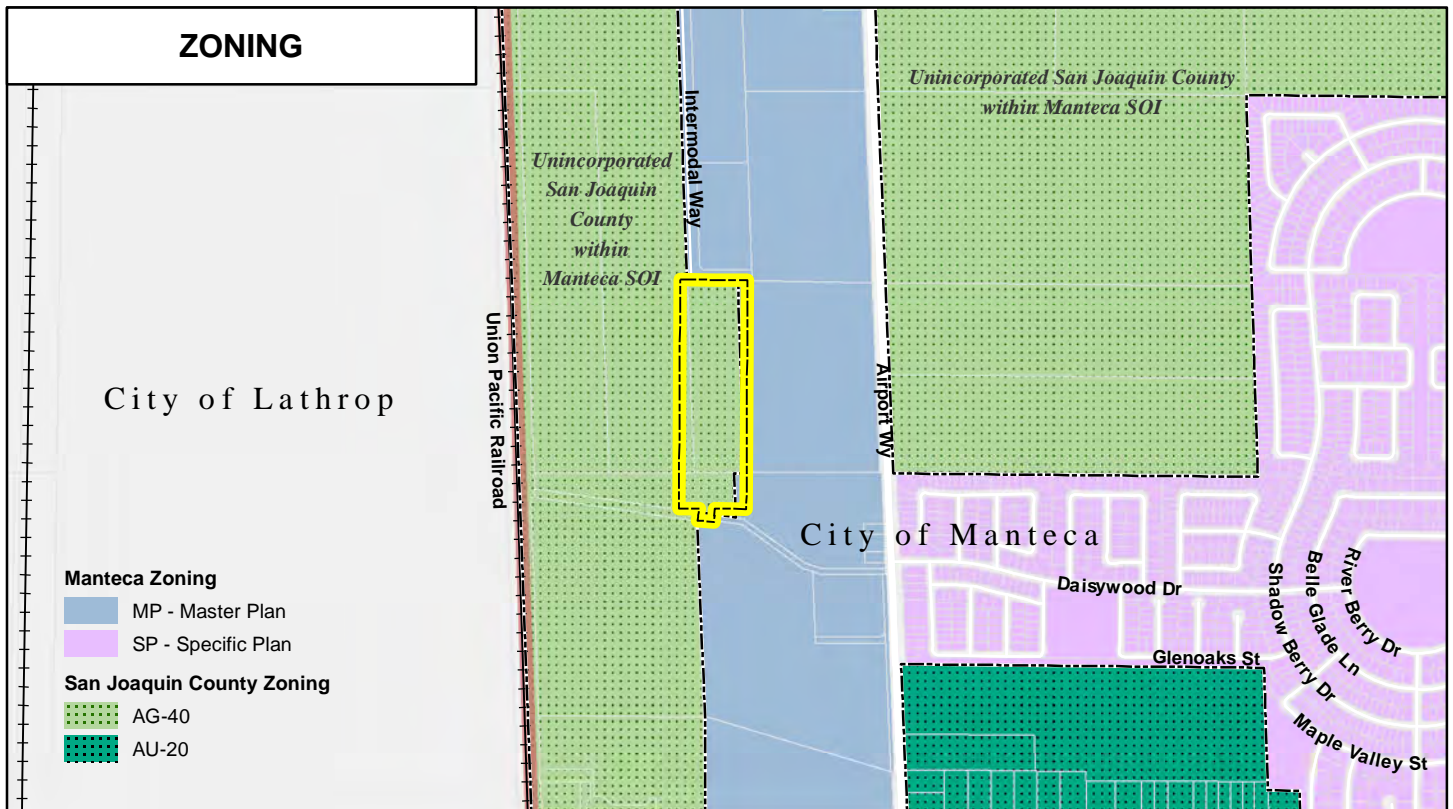 ZONING
Unincorporated San Joaquin County
within Manteca SOI
Intermodal Way
Unincorporated
San Joaquin
County
within
Manteca SOI
Union Pacific Railroad
Airport Wy
City of Lathrop
City of Manteca
Daisywood Dr
River Berry Dr
Belle Glade Ln
Shadow Berry Dr
Glenoaks St
Maple Valley St
Manteca Zoning
MP - Master Plan
SP - Specific Plan
San Joaquin County Zoning
AG-40
AU-20